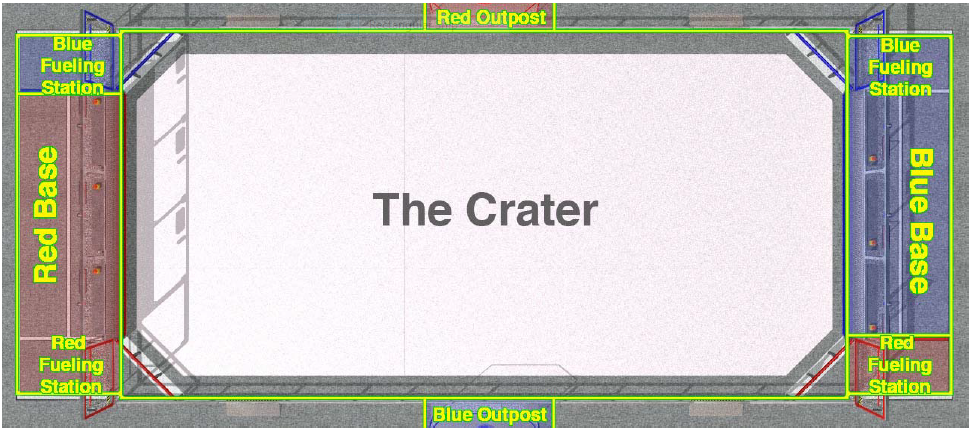 Red Outpost
Blue
Fueling
Station
Blue
Fueling
Station
Red Base
The Crater
Blue Base
Red
Fueling
Station
Red
Fueling
Station
Blue Outpost